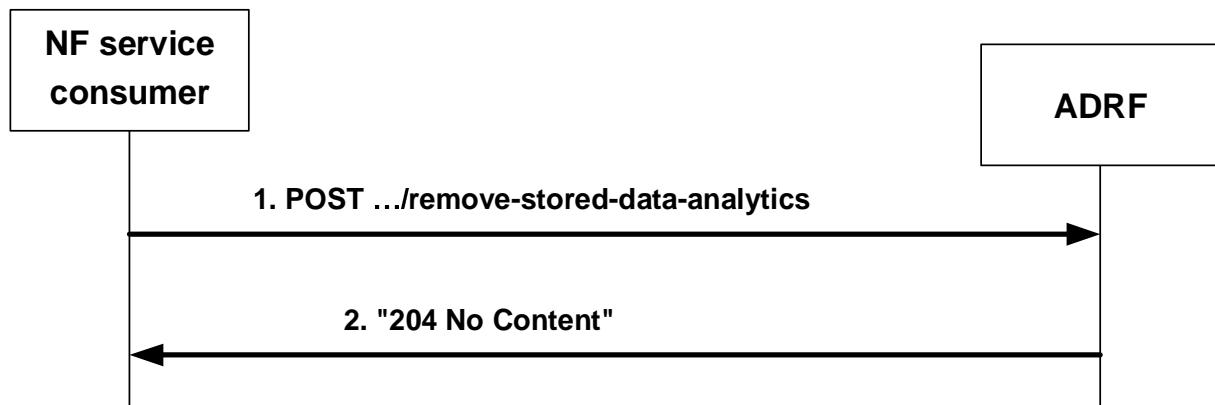 NF service
consumer
ADRF
1. POST …/remove-stored-data-analytics
2. "204 No Content"